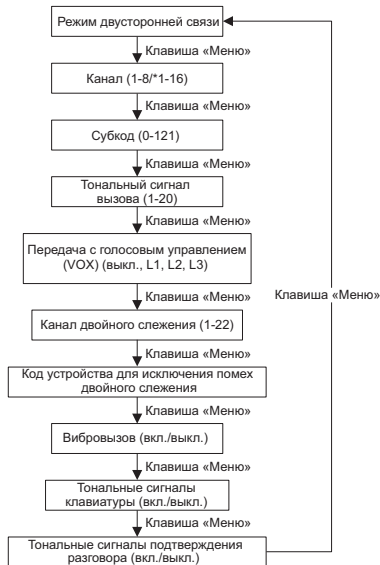 Режим двусторонней связи
Клавиша «Меню»
Канал (1-8/*1-16)
Клавиша «Меню»
Субкод (0-121)
Клавиша «Меню»
Тональный сигнал
вызова (1-20)
Клавиша «Меню»
Передача с голосовым управлением
(VOX) (выкл., L1, L2, L3)
Клавиша «Меню»
Клавиша «Меню»
Канал двойного слежения (1-22)
Клавиша «Меню»
Код устройства для исключения помех
двойного слежения
Клавиша «Меню»
Вибровызов (вкл./выкл.)
Клавиша «Меню»
Тональные сигналы
клавиатуры (вкл./выкл.)
Клавиша «Меню»
Тональные сигналы подтверждения
разговора (вкл./выкл.)